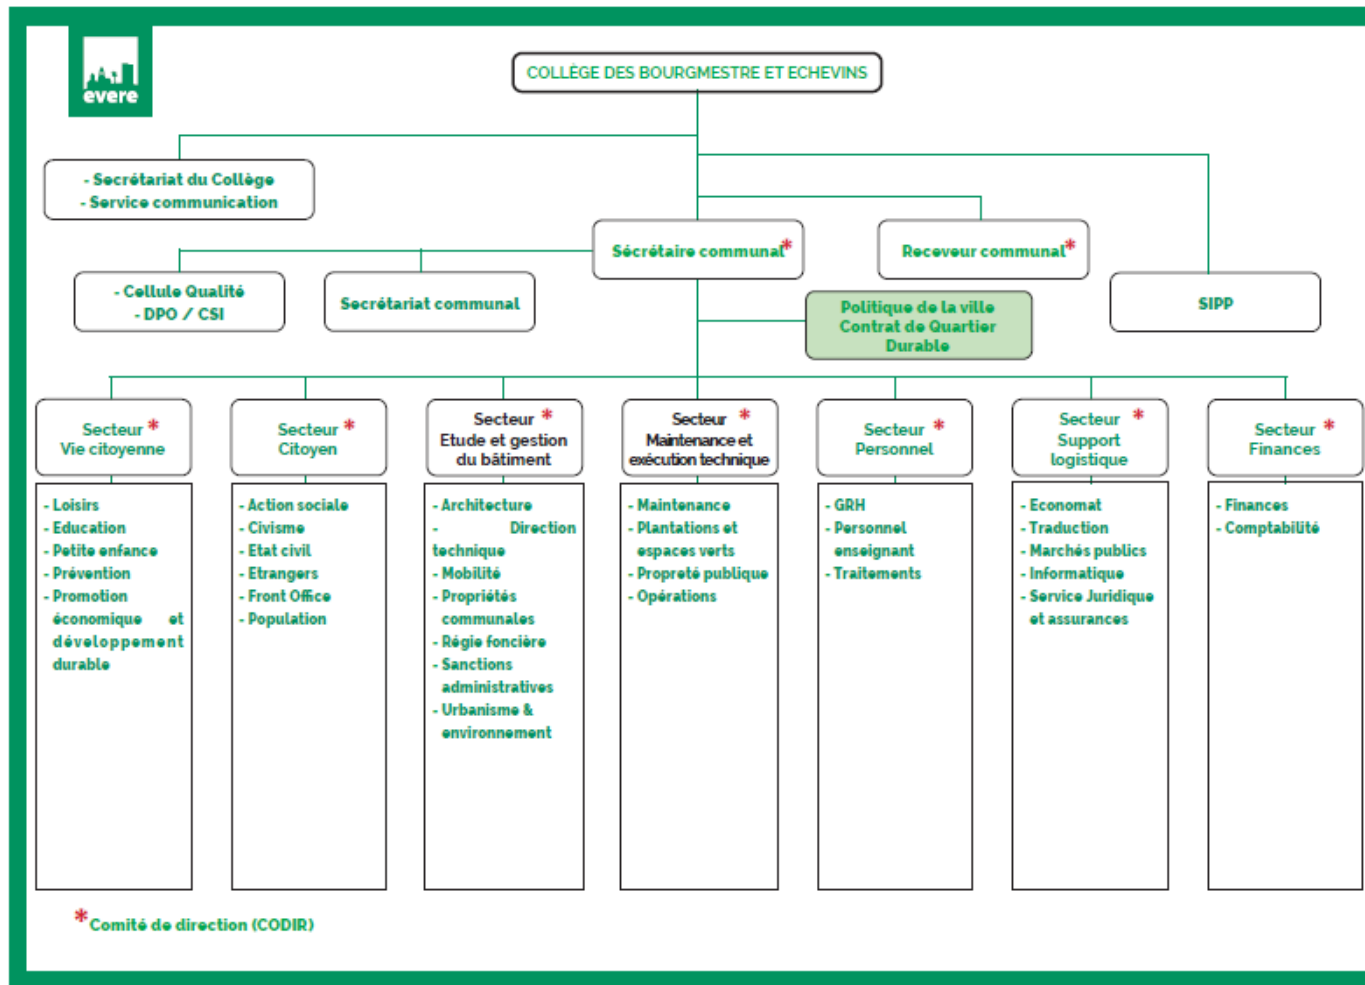 evere
COLLÈGE DES BOURGMESTRE ET ECHEVINS
- Secrétariat du Collège
- Service communication
Sécrétaire communal*
Receveur communal*
- Cellule Qualité
- DPO / CSI
Secrétariat communal
Politique de la ville
Contrat de Quartier
Durable
SIPP
Secteur *
Vie citoyenne
Secteur *
Citoyen
Secteur *
Etude et gestion
du bâtiment
Secteur *
Maintenance et
exécution technique
Secteur *
Personnel
Secteur *
Support
logistique
Secteur *
Finances
- Loisirs
- Education
- Petite enfance
- Prévention
- Promotion
économique et
développement
durable
- Action sociale
- Civisme
- Etat civil
- Etrangers
- Front Office
- Population
- Architecture
- Direction
technique
- Mobilité
- Propriétés
communales
- Régie foncière
- Sanctions
administratives
- Urbanisme &
environnement
- Maintenance
- Plantations et
espaces verts
- Propreté publique
- Opérations
- GRH
- Personnel
enseignant
- Traitements
- Economat
- Traduction
- Marchés publics
- Informatique
- Service Juridique
et assurances
- Finances
- Comptabilité
*Comité de direction (CODIR)